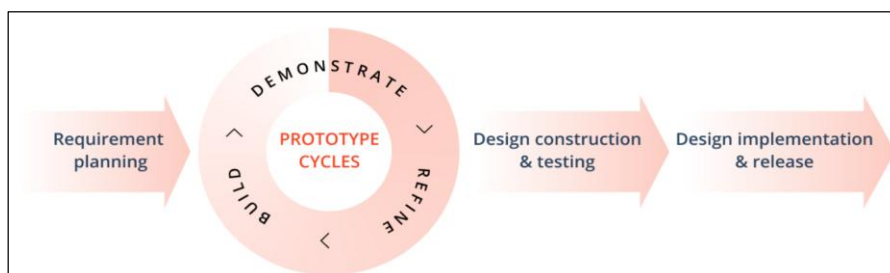 Requirement
planning
DEMONSTRATE
REFINE
BUILD
PROTOTYPE
CYCLES
Design construction
& testing
Design implementation
& release